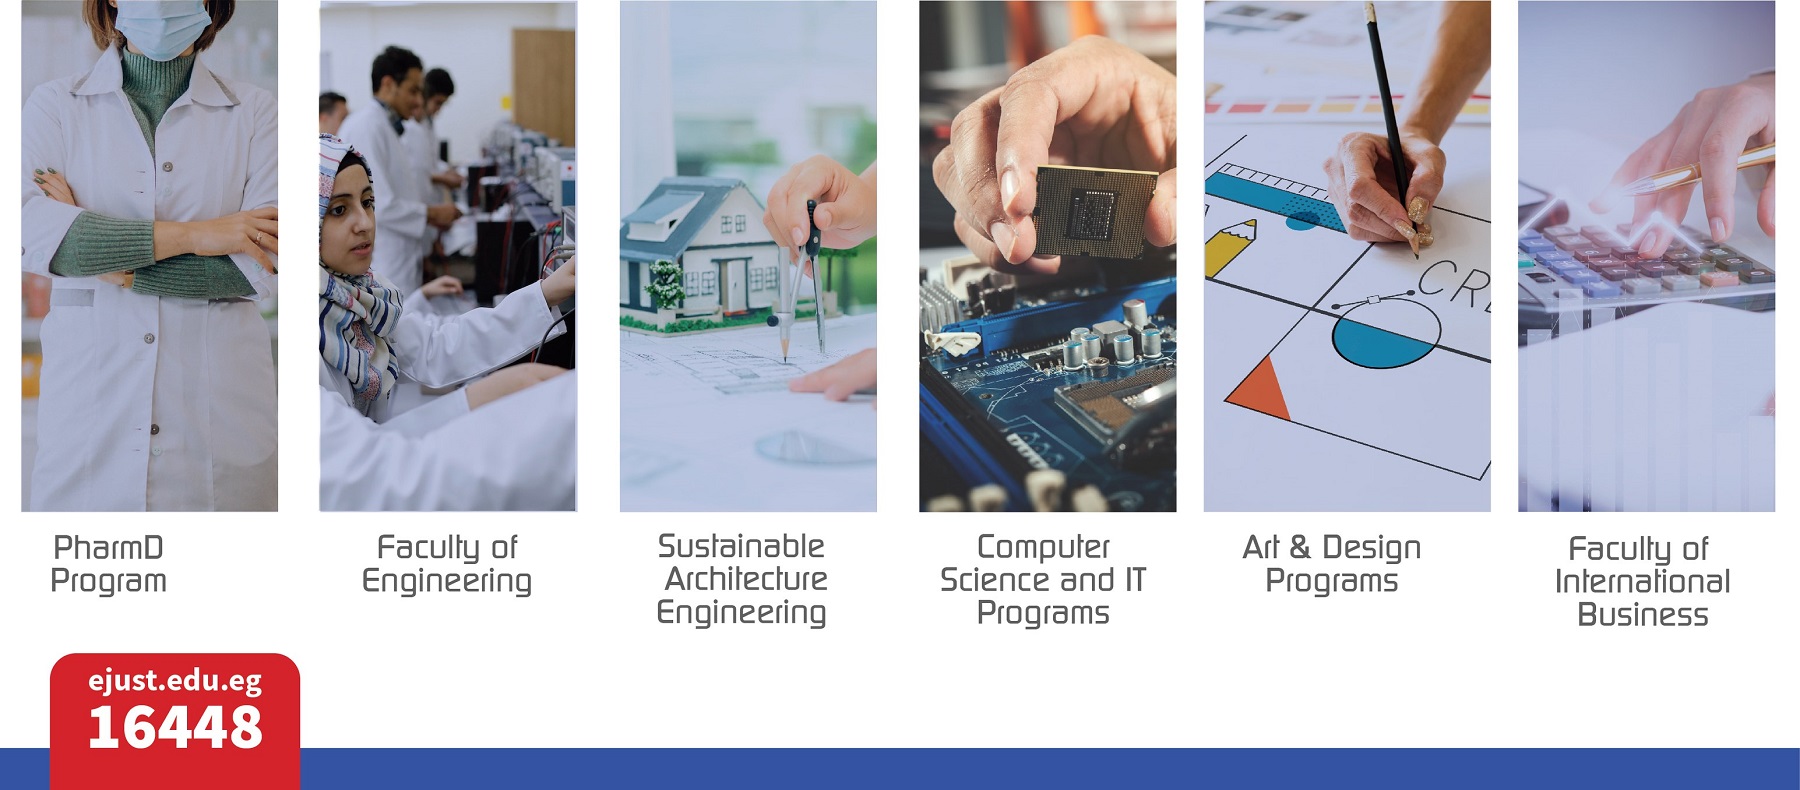 CRE
PharmD
Program
Faculty of
Engineering
Sustainable
Architecture
Engineering
Computer
Science and IT
Programs
Art & Design
Programs
Faculty of
International
Business
ejust.edu.eg
16448